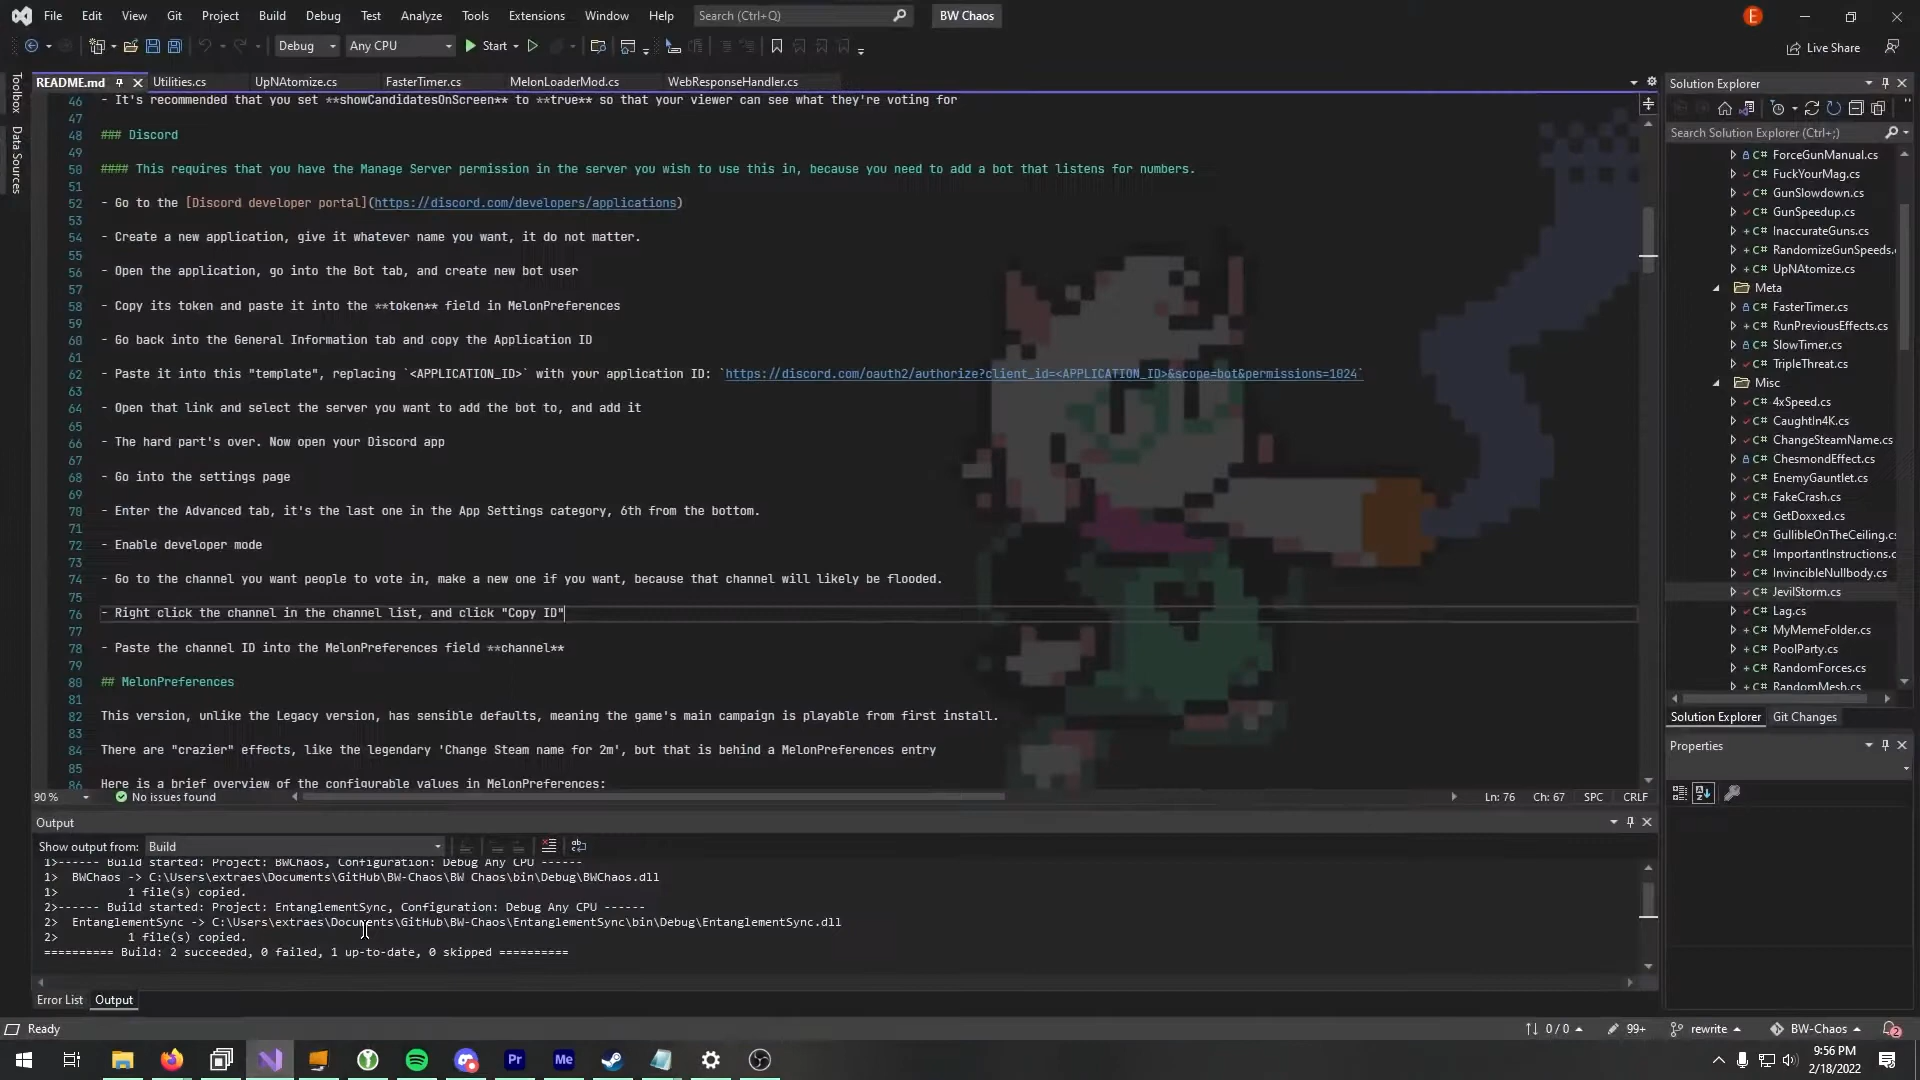 File Edit View Git Project Build Debug Test Analyze Tools Extensions Window Help Search (Ctrl+Q) BW Chaos E
Debug Any CPU Start Live Share
README.md Utilities.cs UpNAtomize.cs FasterTimer.cs MelonLoaderMod.cs WebResponseHandler.cs
Toolbox
Data Sources
46 - It's recommended that you set **showCandidatesOnScreen** to **true** so that your viewer can see what they're voting for
47
48 ### Discord
49
50 #### This requires that you have the Manage Server permission in the server you wish to use this in, because you need to add a bot that listens for numbers.
51
52 - Go to the [Discord developer portal](https://discord.com/developers/applications)
53
54 - Create a new application, give it whatever name you want, it do not matter.
55
56 - Open the application, go into the Bot tab, and create new bot user
57
58 - Copy its token and paste it into the **token** field in MelonPreferences
59
60 - Go back into the General Information tab and copy the Application ID
61
62 - Paste it into this "template", replacing `<APPLICATION_ID>` with your application ID: `https://discord.com/oauth2/authorize?client_id=<APPLICATION_ID>&scope=bot&permissions=1024`
63
64 - Open that link and select the server you want to add the bot to, and add it
65
66 - The hard part's over. Now open your Discord app
67
68 - Go into the settings page
69
70 - Enter the Advanced tab, it's the last one in the App Settings category, 6th from the bottom.
71
72 - Enable developer mode
73
74 - Go to the channel you want people to vote in, make a new one if you want, because that channel will likely be flooded.
75
76 - Right click the channel in the channel list, and click "Copy ID"
77
78 - Paste the channel ID into the MelonPreferences field **channel**
79
80 ## MelonPreferences
81
82 This version, unlike the Legacy version, has sensible defaults, meaning the game's main campaign is playable from first install.
83
84 There are "crazier" effects, like the legendary 'Change Steam name for 2m', but that is behind a MelonPreferences entry
85
86 Here is a brief overview of the configurable values in MelonPreferences:
90 % No issues found Ln: 76 Ch: 67 SPC CRLF
Output
Show output from: Build
1>------ Build started: Project: BWChaos, Configuration: Debug Any CPU ------
1> BWChaos -> C:\Users\extraes\Documents\GitHub\BW-Chaos\BW Chaos\bin\Debug\BWChaos.dll
1> 1 file(s) copied.
2>------ Build started: Project: EntanglementSync, Configuration: Debug Any CPU ------
2> EntanglementSync -> C:\Users\extraes\Documents\GitHub\BW-Chaos\EntanglementSync\bin\Debug\EntanglementSync.dll
2> 1 file(s) copied.
========== Build: 2 succeeded, 0 failed, 1 up-to-date, 0 skipped ==========
Error List Output
Solution Explorer
Search Solution Explorer (Ctrl+;)
C# ForceGunManual.cs
C# FuckYourMag.cs
C# GunSlowdown.cs
C# GunSpeedup.cs
C# InaccurateGuns.cs
C# RandomizeGunSpeeds.
C# UpNAtomize.cs
Meta
C# FasterTimer.cs
C# RunPreviousEffects.cs
C# SlowTimer.cs
C# TripleThreat.cs
Misc
C# 4xSpeed.cs
C# CaughtIn4K.cs
C# ChangeSteamName.cs
C# ChesmondEffect.cs
C# EnemyGauntlet.cs
C# FakeCrash.cs
C# GetDoxxed.cs
C# GullibleOnTheCeiling.cs
C# ImportantInstructions.c
C# InvincibleNullbody.cs
C# JevilStorm.cs
C# Lag.cs
C# MyMemeFolder.cs
C# PoolParty.cs
C# RandomForces.cs
C# RandomMesh.cs
Solution Explorer Git Changes
Properties
Ready 0 / 0 99+ rewrite BW-Chaos 2
Pr Me 9:56 PM
2/18/2022